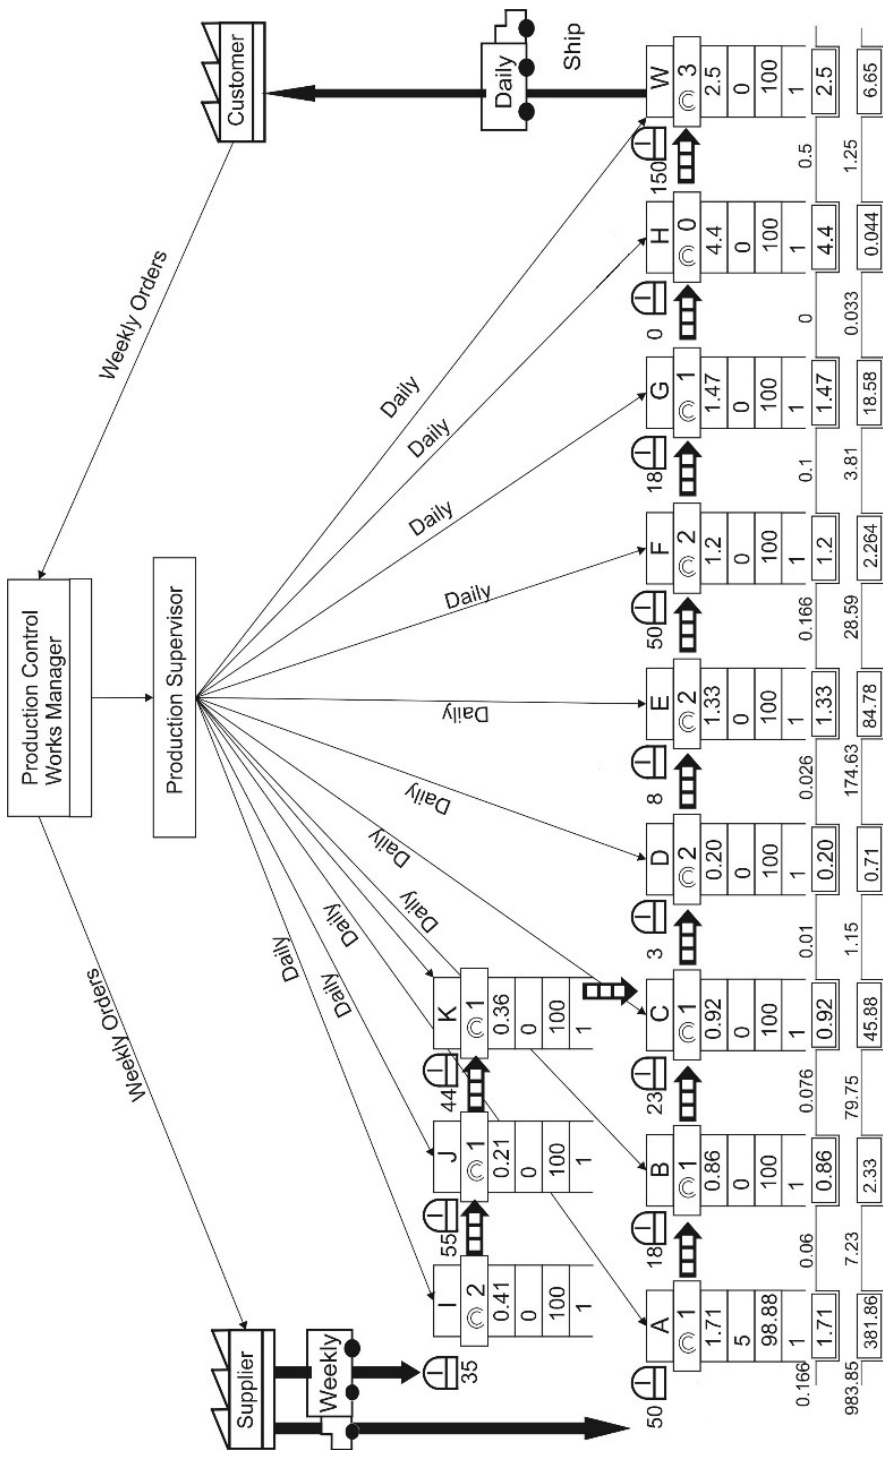 Production Control
Works Manager
Weekly Orders
Weekly Orders
Production Supervisor
Supplier
Customer
Weekly
Daily
Ship
Daily
Daily
Daily
Daily
Daily
Daily
Daily
Daily
Daily
Daily
Daily
35
I
2
0.41
0
100
1
55
J
1
0.21
0
100
1
44
K
1
0.36
0
100
1
50
A
1
1.71
5
98.88
1
18
B
1
0.86
0
100
1
23
C
1
0.92
0
100
1
3
D
2
0.20
0
100
1
8
E
2
1.33
0
100
1
50
F
2
1.2
0
100
1
18
G
1
1.47
0
100
1
0
H
0
4.4
0
100
1
150
W
3
2.5
0
100
1
0.166 1.71 0.06 0.86 0.076 0.92 0.01 0.20 0.026 1.33 0.166 1.2 0.1 1.47 0 4.4 0.5 2.5
983.85 381.86 7.23 2.33 79.75 45.88 1.15 0.71 174.63 84.78 28.59 2.264 3.81 18.58 0.033 0.044 1.25 6.65